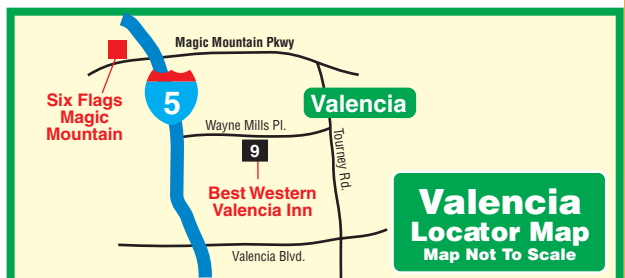 Magic Mountain Pkwy
Six Flags
Magic
Mountain
5
Valencia
Wayne Mills Pl.
9
Tourney Rd.
Best Western
Valencia Inn
Valencia Blvd.
Valencia
Locator Map
Map Not To Scale